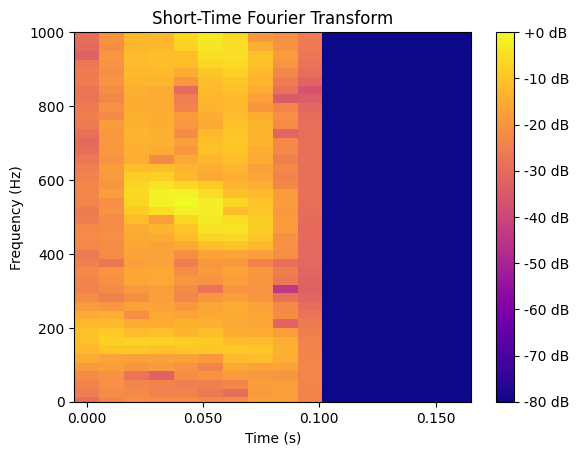 Short-Time Fourier Transform
Frequency (Hz)
1000
800
600
400
200
0
0.000
0.050
0.100
0.150
Time (s)
+0 dB
-10 dB
-20 dB
-30 dB
-40 dB
-50 dB
-60 dB
-70 dB
-80 dB